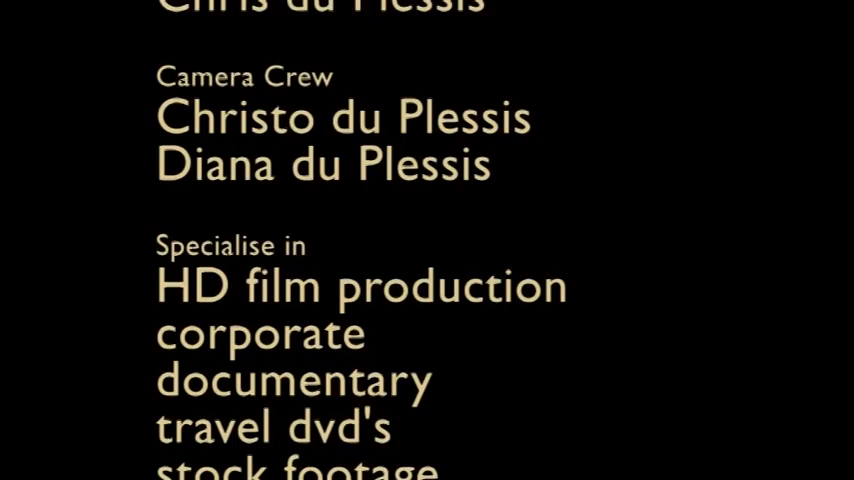 Chris du Plessis
Camera Crew
Christo du Plessis
Diana du Plessis
Specialise in
HD film production
corporate
documentary
travel dvd's
stock footage